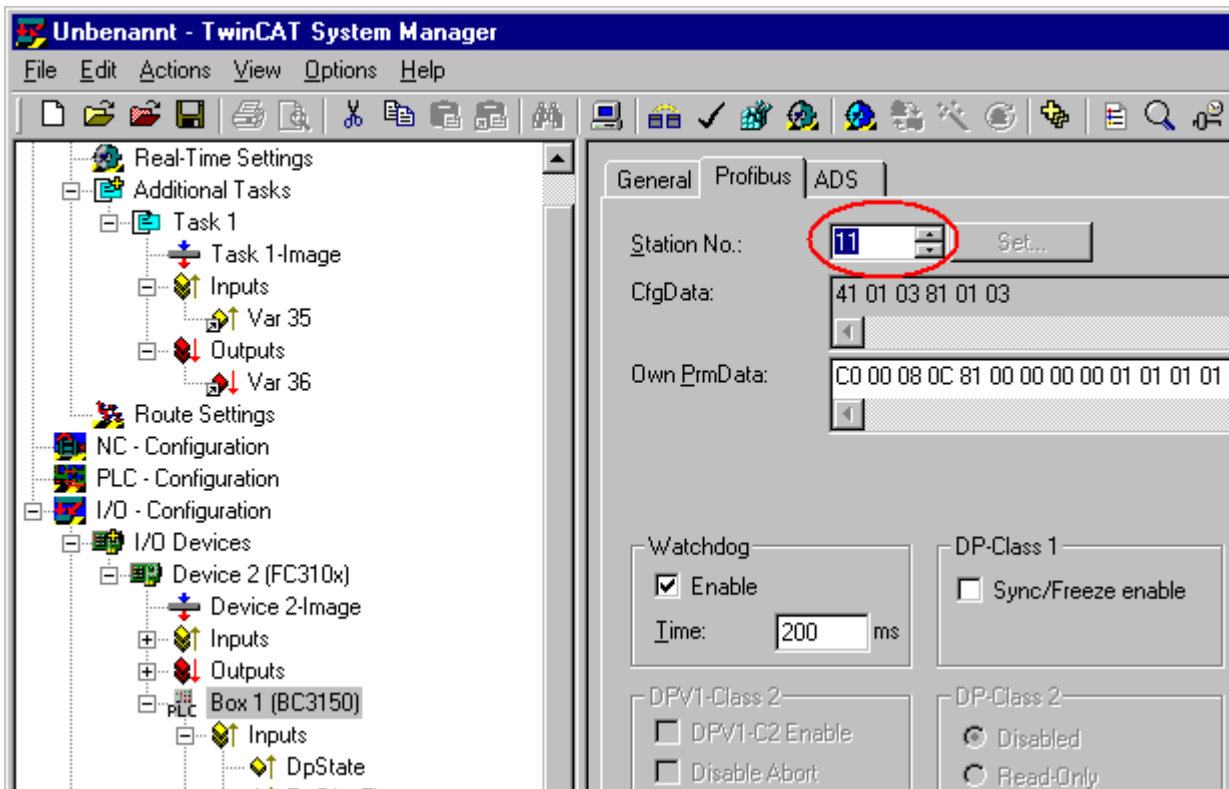 Unbenannt - TwinCAT System Manager
File Edit Actions View Options Help
Real-Time Settings
Additional Tasks
Task 1
Task 1-Image
Inputs
Var 35
Outputs
Var 36
Route Settings
NC - Configuration
PLC - Configuration
I/O - Configuration
I/O Devices
Device 2 (FC310x)
Device 2-Image
Inputs
Outputs
PLC Box 1 (BC3150)
Inputs
DpState
General Profibus ADS
Station No.: 11 Set...
CfgData: 41 01 03 81 01 03
Own PrmData: C0 00 08 0C 81 00 00 00 00 01 01 01 01
Watchdog
Enable
Time: 200 ms
DP-Class 1
Sync/Freeze enable
DPV1-Class 2
DPV1-C2 Enable
Disable Abort
DP-Class 2
Disabled
Read-Only